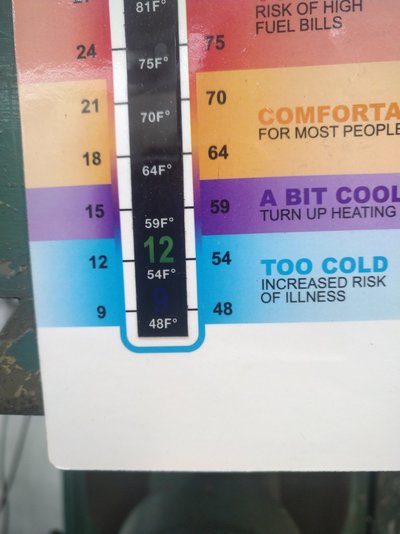 81F°
RISK OF HIGH
FUEL BILLS
24 75F° 75
21 70F° 70
COMFORTA
FOR MOST PEOPLE
18 64F° 64
15 59F° 59
A BIT COOL
TURN UP HEATING
12
12 54F° 54
TOO COLD
INCREASED RISK
OF ILLNESS
9
9 48F° 48